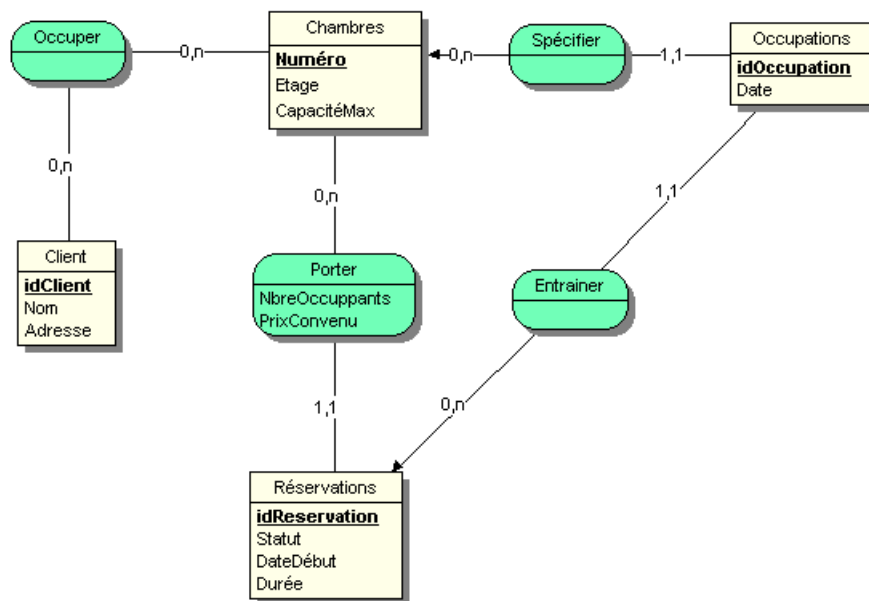 Occuper
0,n
Chambres
Numéro
Etage
CapacitéMax
0,n
Spécifier
1,1
Occupations
idOccupation
Date
0,n
0,n
1,1
Client
idClient
Nom
Adresse
Porter
NbreOccuppants
PrixConvenu
Entrainer
1,1
0,n
Réservations
idReservation
Statut
DateDébut
Durée